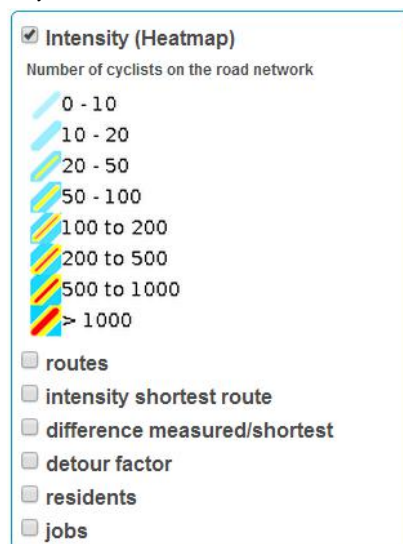 Intensity (Heatmap)
Number of cyclists on the road network
0 - 10
10 - 20
20 - 50
50 - 100
100 to 200
200 to 500
500 to 1000
> 1000
routes
intensity shortest route
difference measured/shortest
detour factor
residents
jobs